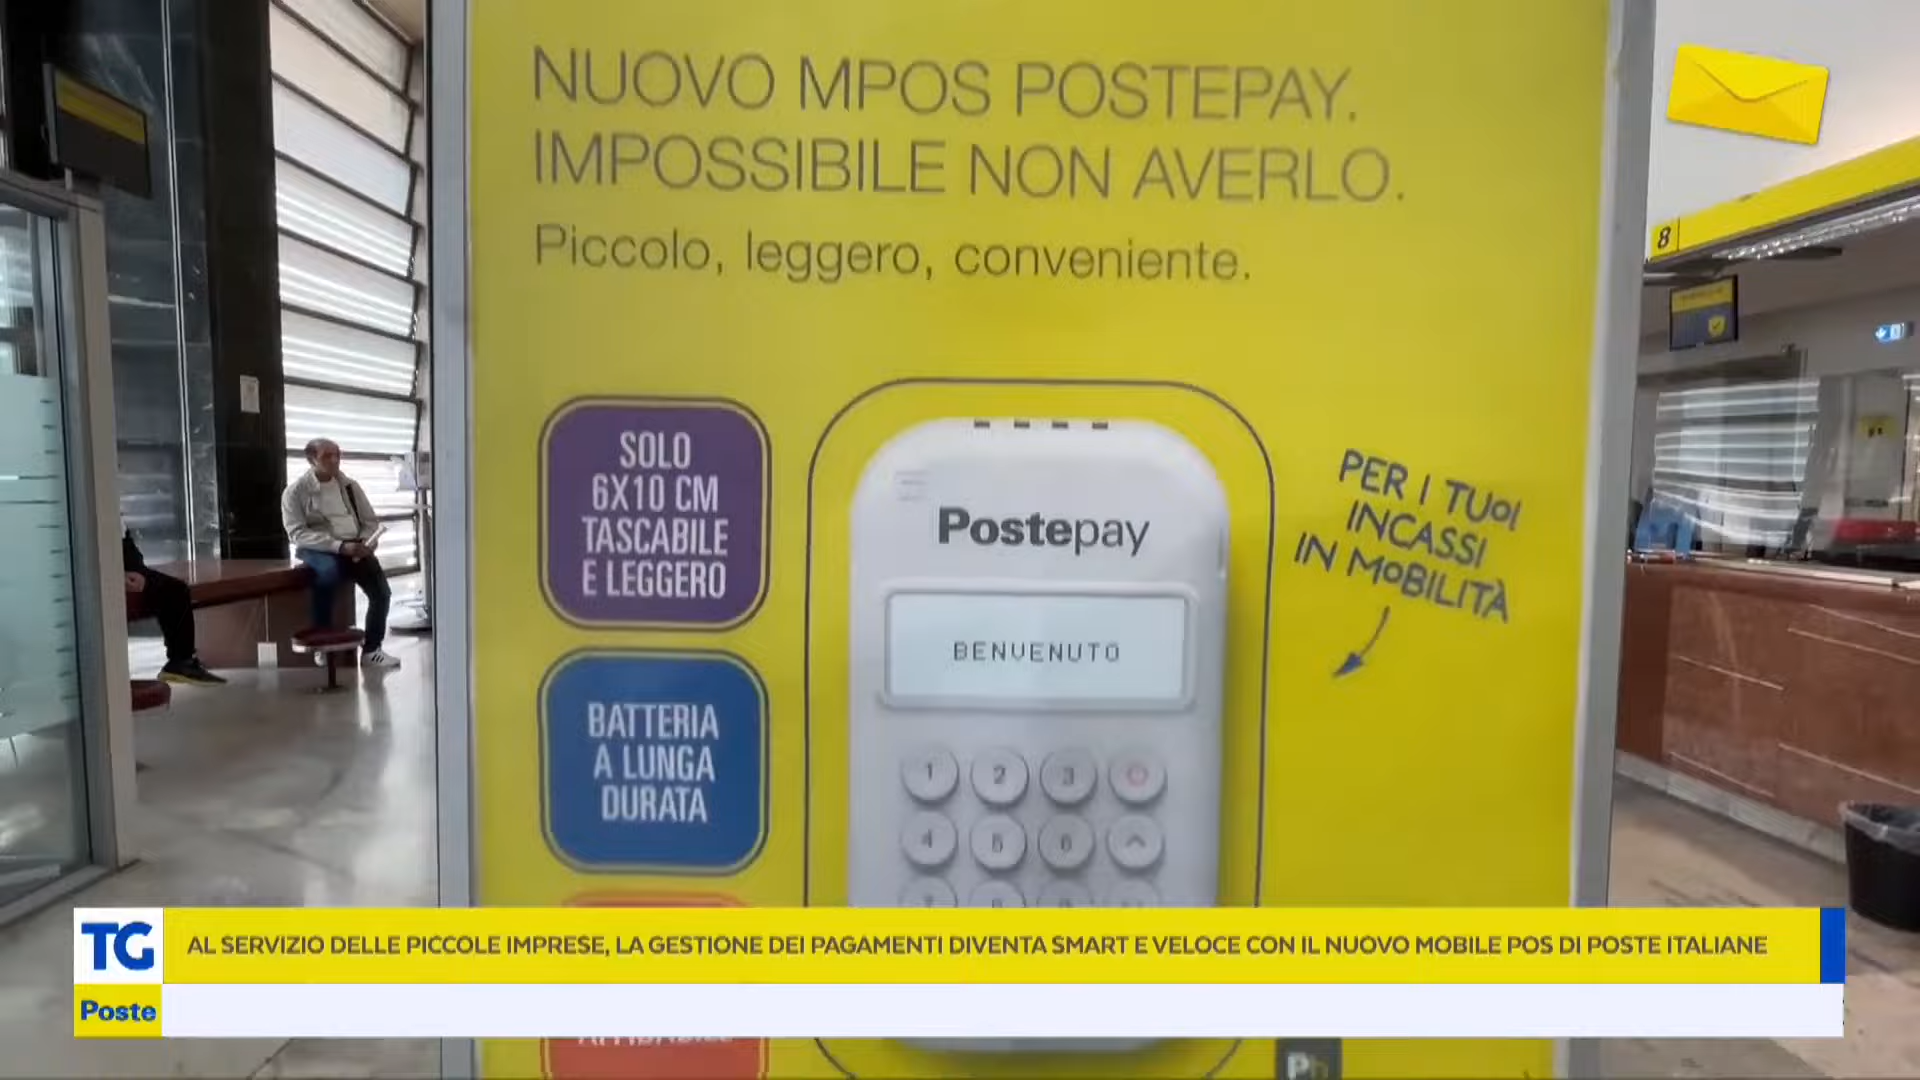 NUOVO MPOS POSTEPAY.
IMPOSSIBILE NON AVERLO.
Piccolo, leggero, conveniente.
8
SOLO
6X10 CM
TASCABILE
E LEGGERO
Postepay
BENVENUTO
PER I TUOI
INCASSI
IN MOBILITÀ
BATTERIA
A LUNGA
DURATA
1 2 3
4 5 6
TG AL SERVIZIO DELLE PICCOLE IMPRESE, LA GESTIONE DEI PAGAMENTI DIVENTA SMART E VELOCE CON IL NUOVO MOBILE POS DI POSTE ITALIANE
Poste